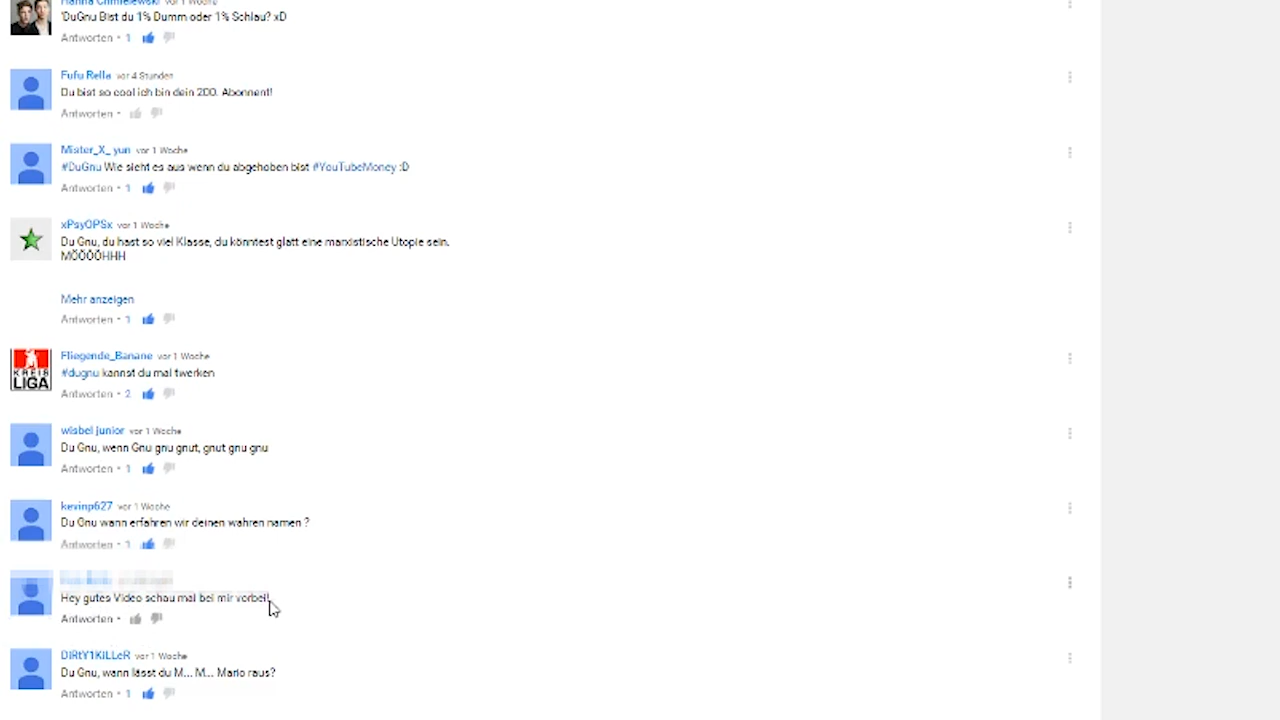 Hanna Chmielewski vor 1 Woche
'DuGnu Bist du 1% Dumm oder 1% Schlau? xD
Antworten • 1
Fufu Rella vor 4 Stunden
Du bist so cool ich bin dein 200. Abonnent!
Antworten •
Mister_X_ yun vor 1 Woche
#DuGnu Wie sieht es aus wenn du abgehoben bist #YouTubeMoney :D
Antworten • 1
xPsyOPSx vor 1 Woche
Du Gnu, du hast so viel Klasse, du könntest glatt eine marxistische Utopie sein.
MÖÖÖÖHHH
Mehr anzeigen
Antworten • 1
Fliegende_Banane vor 1 Woche
KREIS
LIGA
#dugnu kannst du mal twerken
Antworten • 2
wisbel junior vor 1 Woche
Du Gnu, wenn Gnu gnu gnut, gnut gnu gnu
Antworten • 1
kevinp627 vor 1 Woche
Du Gnu wann erfahren wir deinen wahren namen ?
Antworten • 1
Hey gutes Video schau mal bei mir vorbei!
Antworten •
DiRtY1KiLLeR vor 1 Woche
Du Gnu, wann lässt du M... M... Mario raus?
Antworten • 1